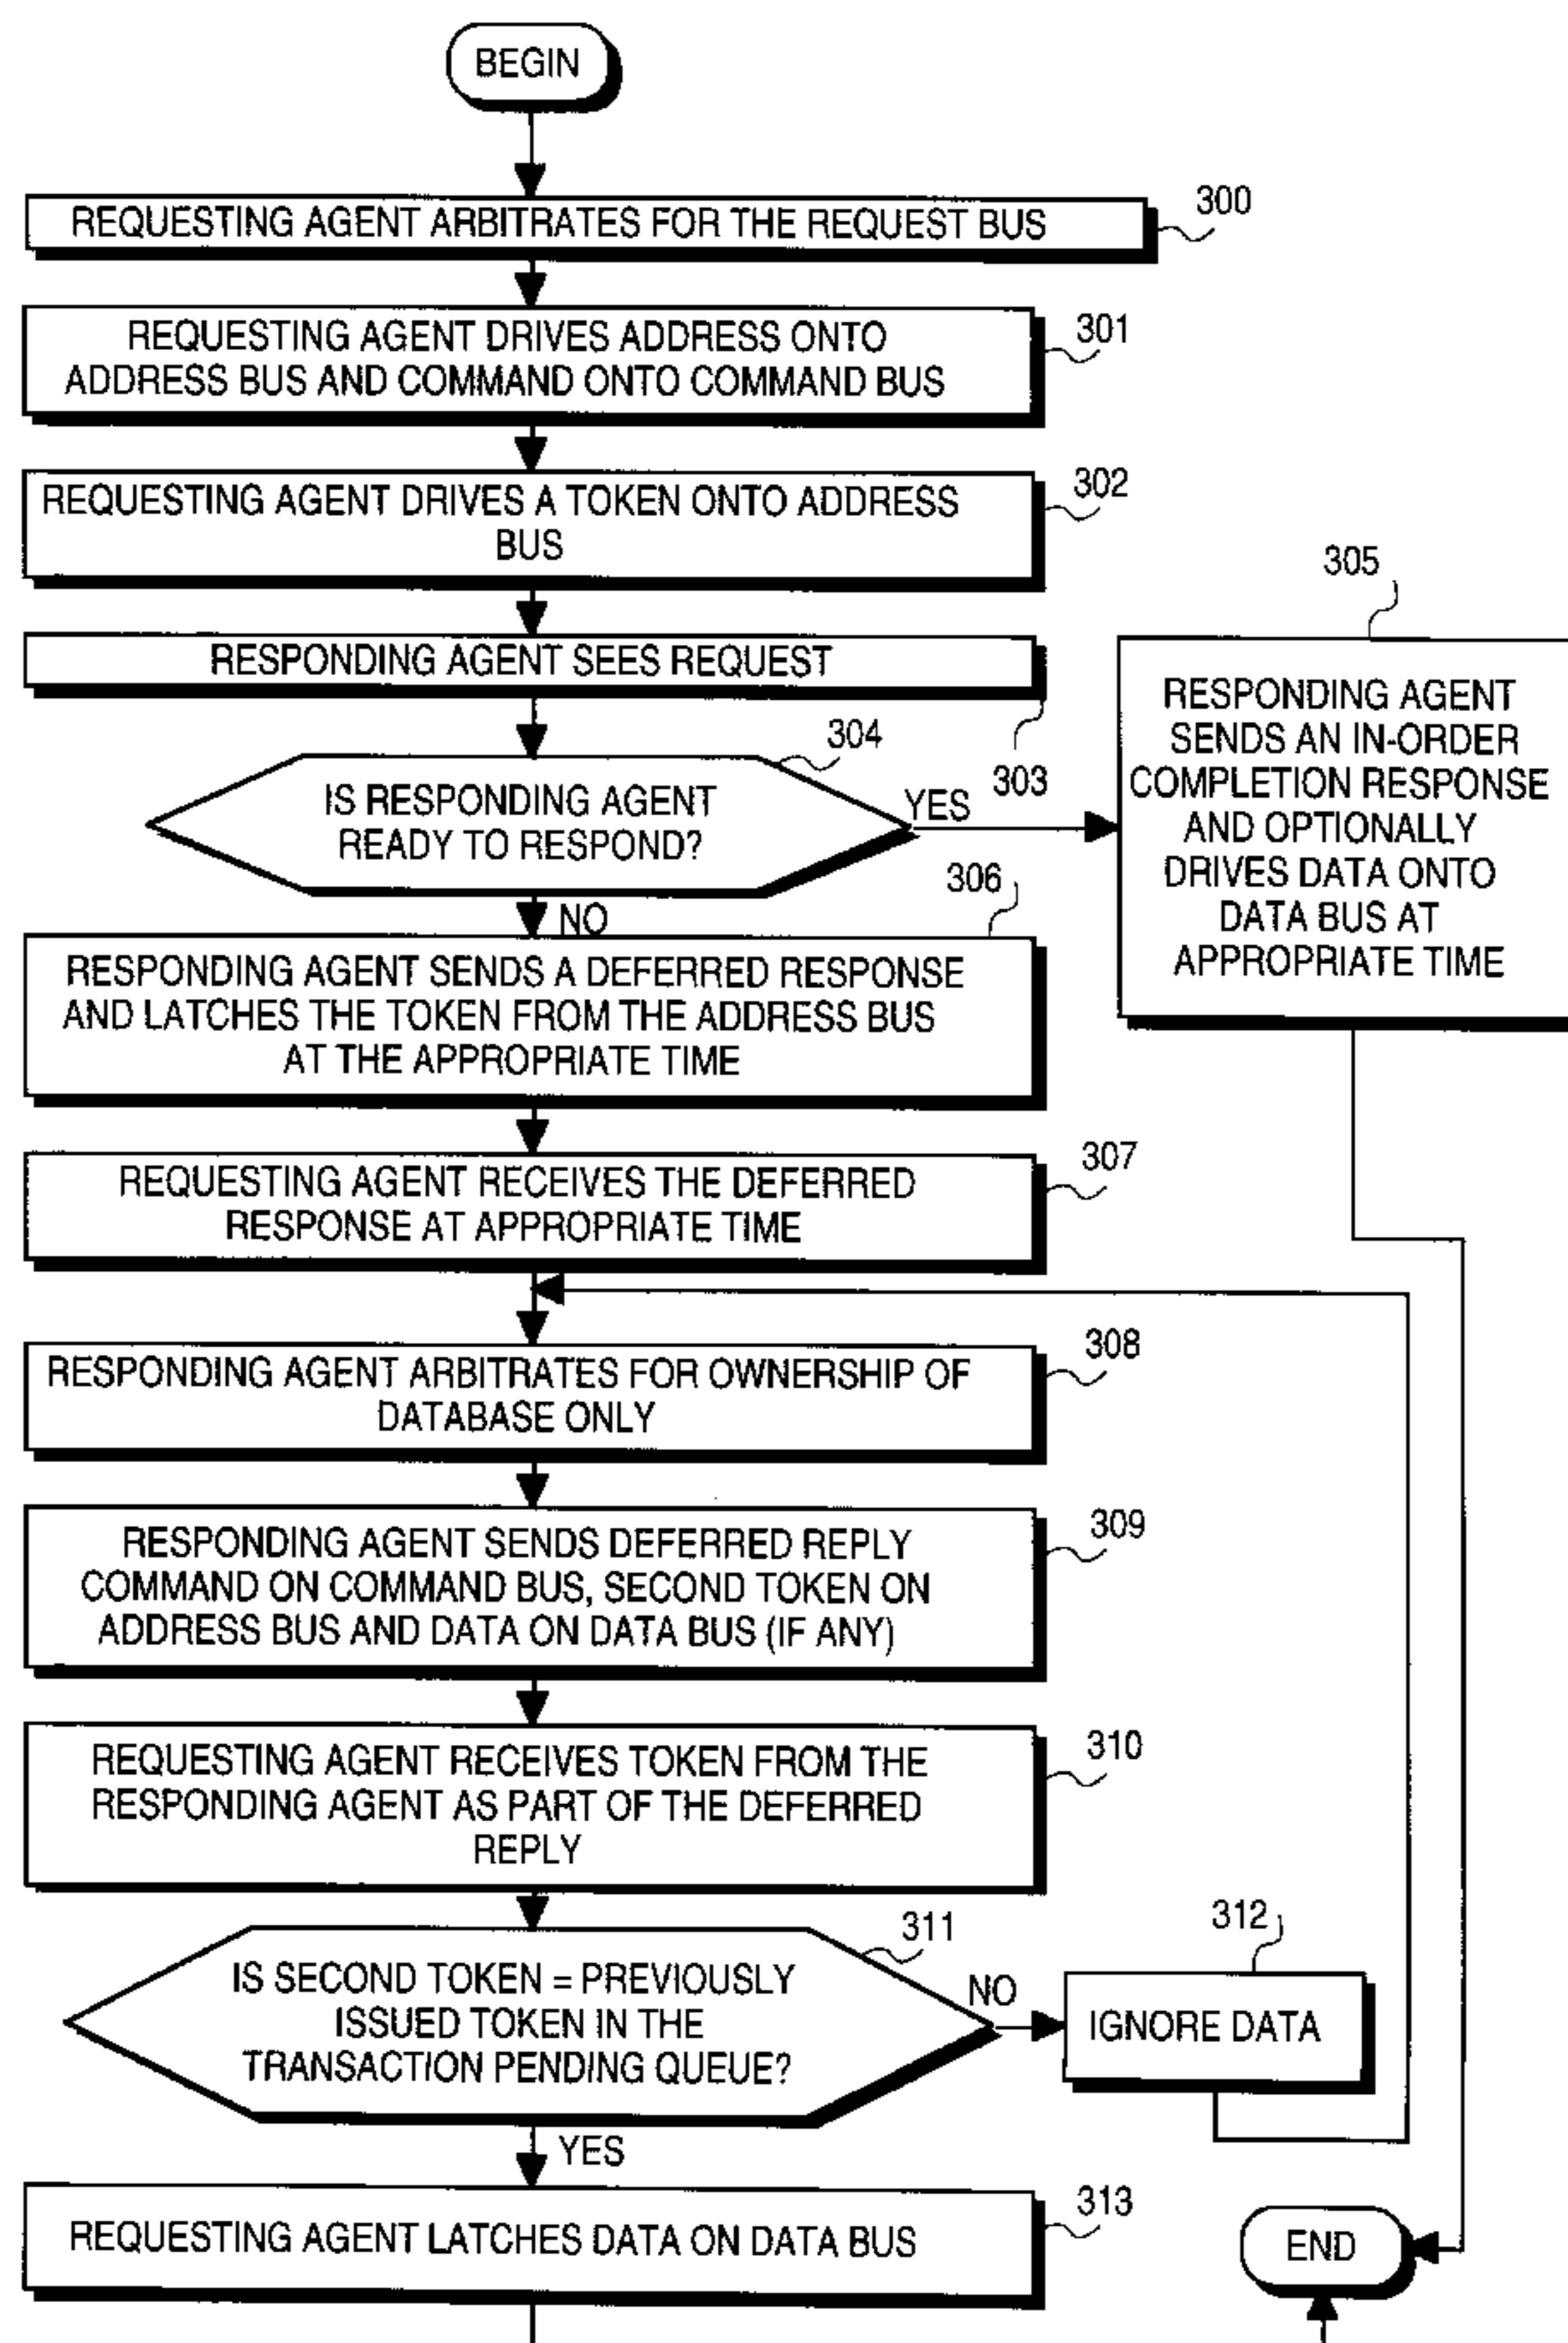 BEGIN
REQUESTING AGENT ARBITRATES FOR THE REQUEST BUS
300
REQUESTING AGENT DRIVES ADDRESS ONTO
ADDRESS BUS AND COMMAND ONTO COMMAND BUS
301
REQUESTING AGENT DRIVES A TOKEN ONTO ADDRESS
BUS
302
RESPONDING AGENT SEES REQUEST
303
IS RESPONDING AGENT
READY TO RESPOND?
304
YES
NO
305
RESPONDING AGENT
SENDS AN IN-ORDER
COMPLETION RESPONSE
AND OPTIONALLY
DRIVES DATA ONTO
DATA BUS AT
APPROPRIATE TIME
306
RESPONDING AGENT SENDS A DEFERRED RESPONSE
AND LATCHES THE TOKEN FROM THE ADDRESS BUS
AT THE APPROPRIATE TIME
REQUESTING AGENT RECEIVES THE DEFERRED
RESPONSE AT APPROPRIATE TIME
307
RESPONDING AGENT ARBITRATES FOR OWNERSHIP OF
DATABASE ONLY
308
RESPONDING AGENT SENDS DEFERRED REPLY
COMMAND ON COMMAND BUS, SECOND TOKEN ON
ADDRESS BUS AND DATA ON DATA BUS (IF ANY)
309
REQUESTING AGENT RECEIVES TOKEN FROM THE
RESPONDING AGENT AS PART OF THE DEFERRED
REPLY
310
IS SECOND TOKEN = PREVIOUSLY
ISSUED TOKEN IN THE
TRANSACTION PENDING QUEUE?
311
NO
312
IGNORE DATA
YES
REQUESTING AGENT LATCHES DATA ON DATA BUS
313
END